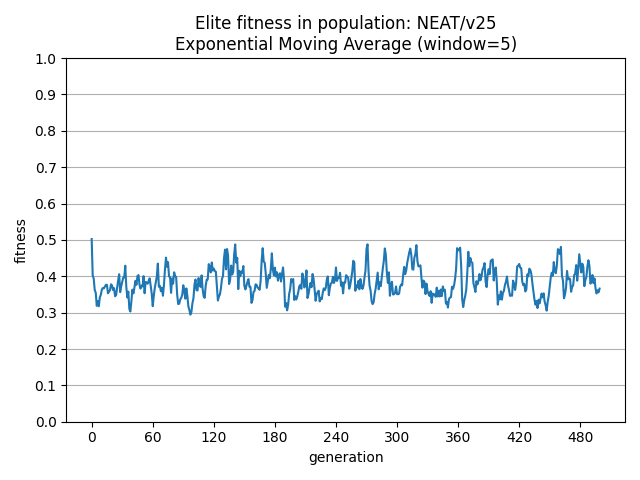 Elite fitness in population: NEAT/v25
Exponential Moving Average (window=5)
1.0
0.9
0.8
0.7
0.6
0.5
0.4
0.3
0.2
0.1
0.0
fitness
0 60 120 180 240 300 360 420 480
generation